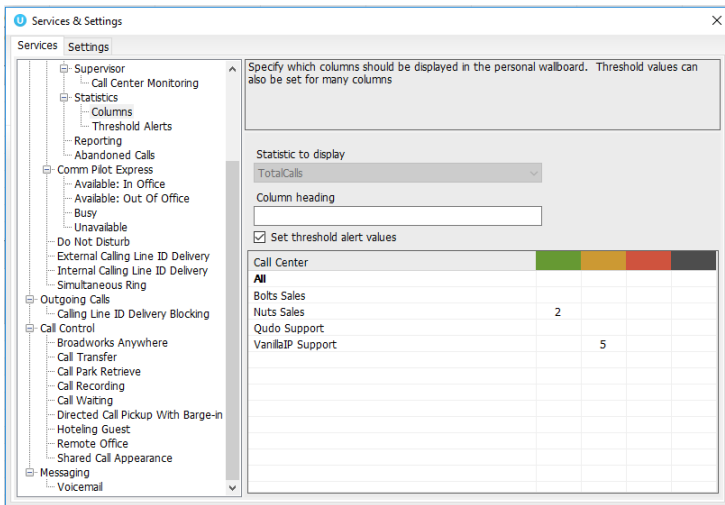 Services & Settings
Services Settings
Supervisor
Call Center Monitoring
Statistics
Columns
Threshold Alerts
Reporting
Abandoned Calls
Comm Pilot Express
Available: In Office
Available: Out Of Office
Busy
Unavailable
Do Not Disturb
External Calling Line ID Delivery
Internal Calling Line ID Delivery
Simultaneous Ring
Outgoing Calls
Calling Line ID Delivery Blocking
Call Control
Broadworks Anywhere
Call Transfer
Call Park Retrieve
Call Recording
Call Waiting
Directed Call Pickup With Barge-in
Hoteling Guest
Remote Office
Shared Call Appearance
Messaging
Voicemail
Specify which columns should be displayed in the personal wallboard. Threshold values can
also be set for many columns
Statistic to display
TotalCalls
Column heading
Set threshold alert values
Call Center
All
Bolts Sales
Nuts Sales 2
Qudo Support
VanillaIP Support 5